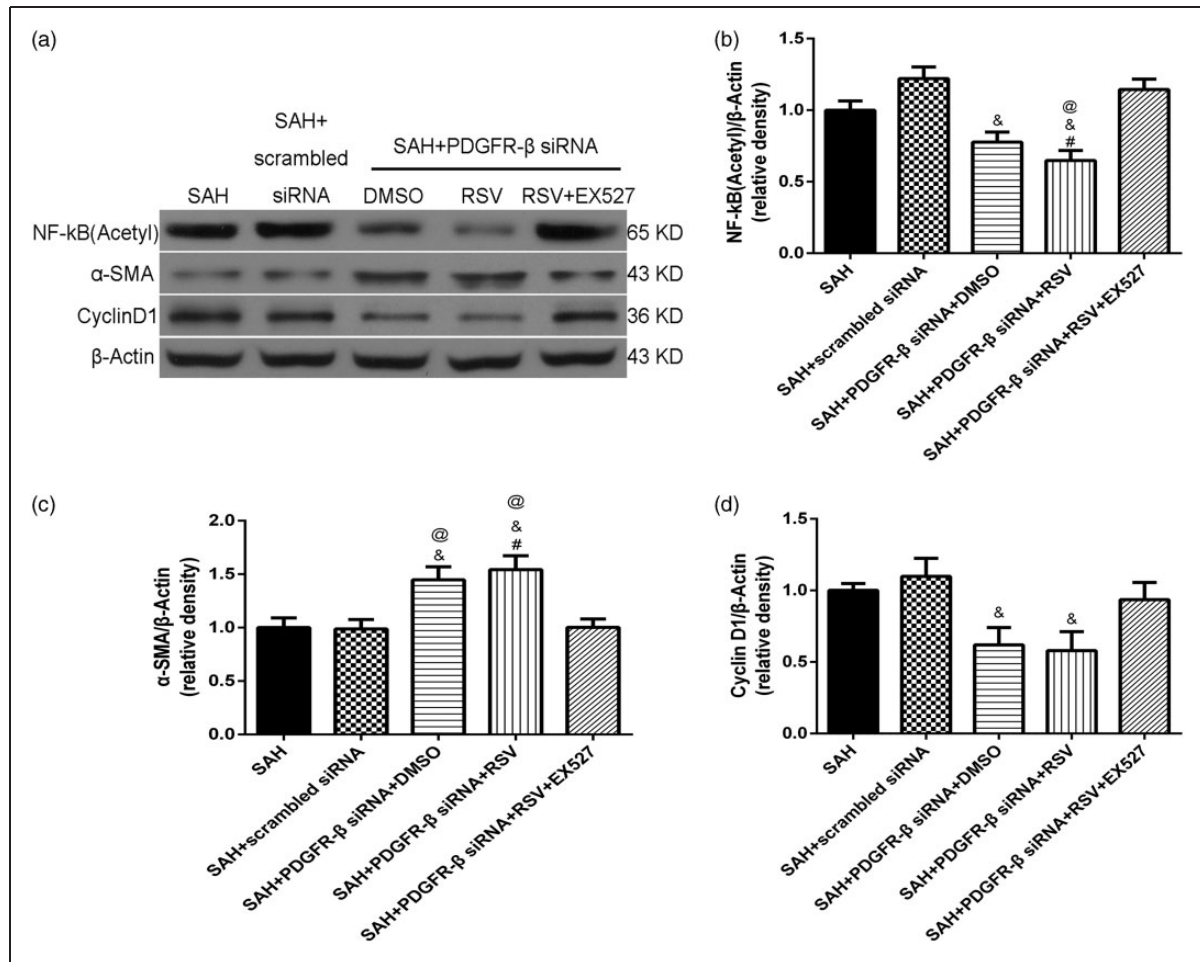 (a)
SAH+
scrambled
SAH+PDGFR-β siRNA
SAH siRNA DMSO RSV RSV+EX527
NF-kB(Acetyl) 65 KD
α-SMA 43 KD
CyclinD1 36 KD
β-Actin 43 KD
(b)
NF-kB(Acetyl)/β-Actin
(relative density)
1.5
1.0
0.5
0.0
&
@
&
#
SAH
SAH+scrambled siRNA
SAH+PDGFR-β siRNA+DMSO
SAH+PDGFR-β siRNA+RSV
SAH+PDGFR-β siRNA+RSV+EX527
(c)
α-SMA/β-Actin
(relative density)
2.0
1.5
1.0
0.5
0.0
@
&
@
&
#
SAH
SAH+scrambled siRNA
SAH+PDGFR-β siRNA+DMSO
SAH+PDGFR-β siRNA+RSV
SAH+PDGFR-β siRNA+RSV+EX527
(d)
Cyclin D1/β-Actin
(relative density)
1.5
1.0
0.5
0.0
&
&
SAH
SAH+scrambled siRNA
SAH+PDGFR-β siRNA+DMSO
SAH+PDGFR-β siRNA+RSV
SAH+PDGFR-β siRNA+RSV+EX527